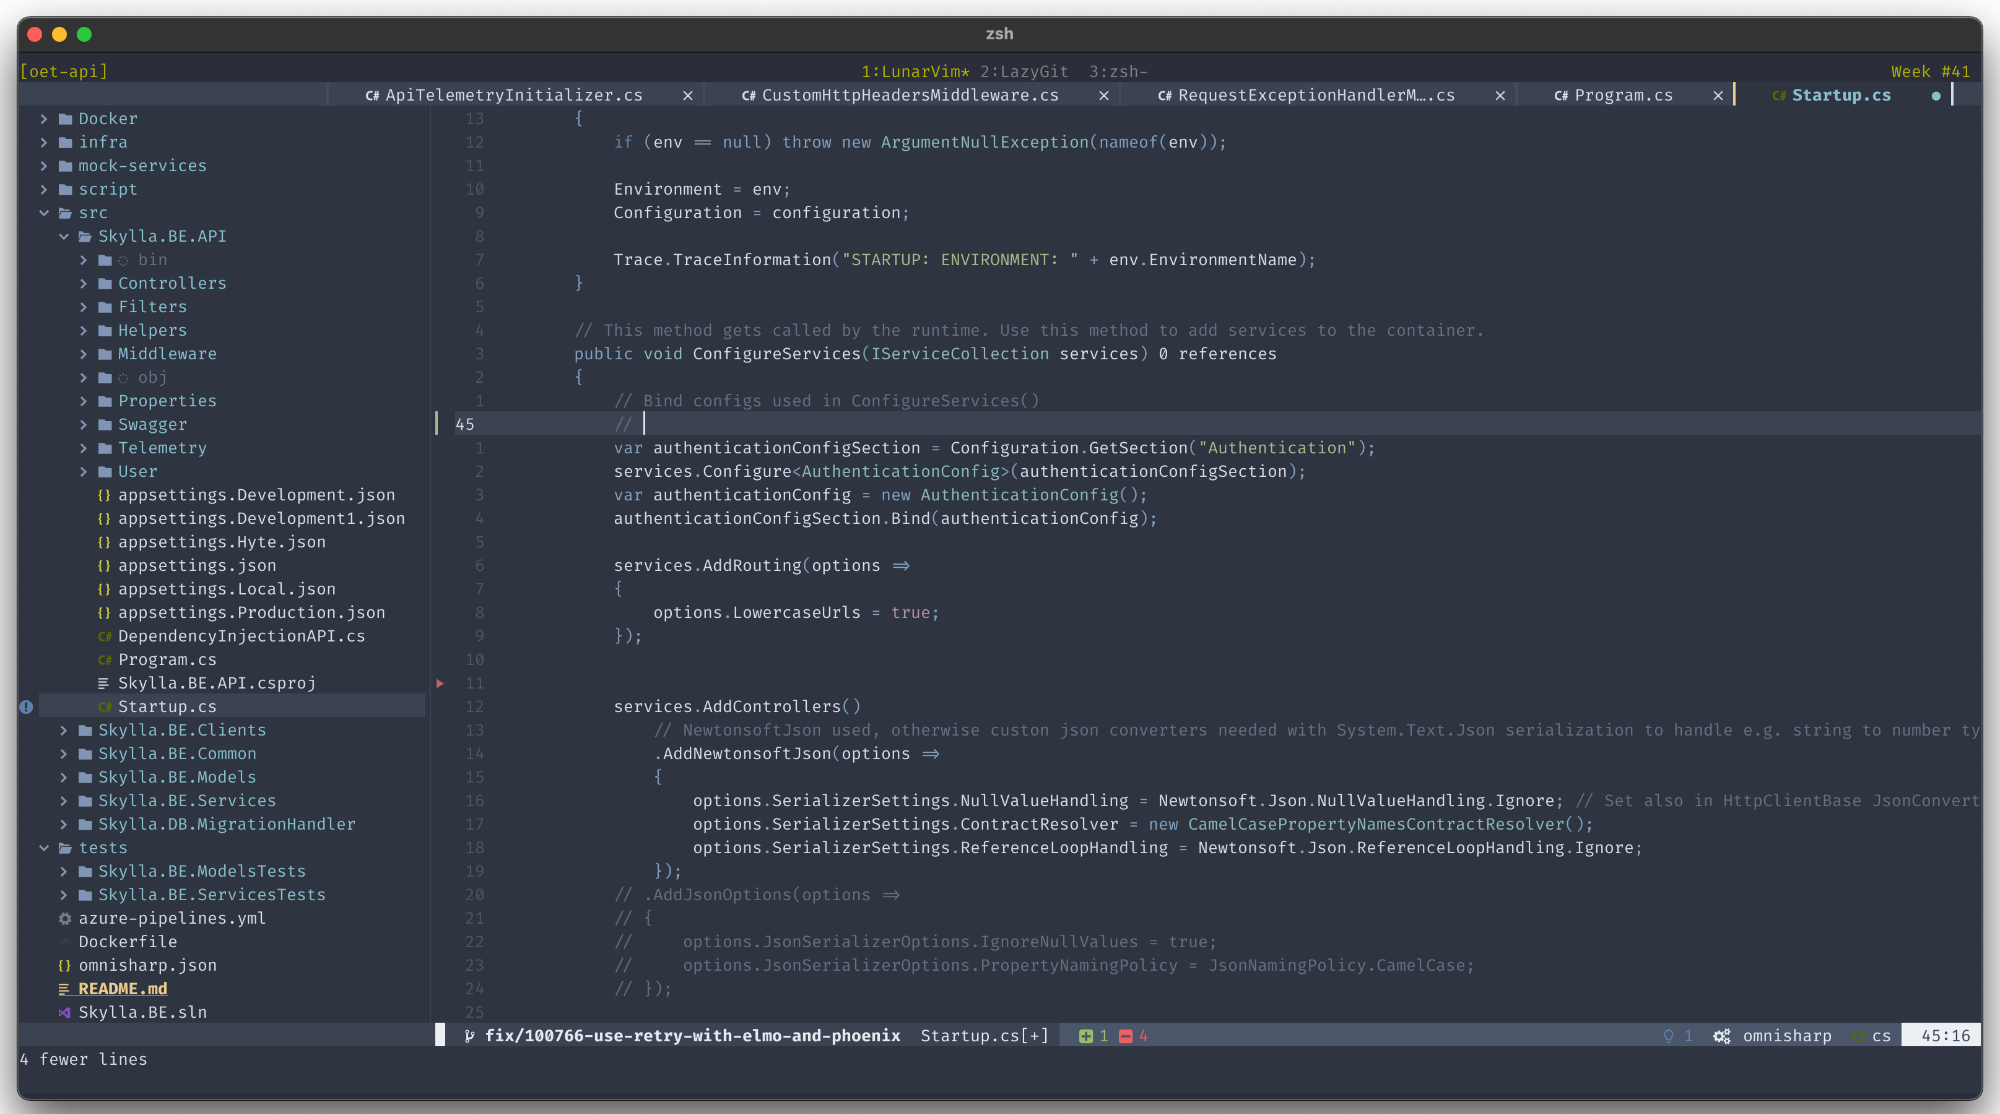 zsh
[oet-api]
1:LunarVim* 2:LazyGit 3:zsh-
Week #41
C# ApiTelemetryInitializer.cs ×
C# CustomHttpHeadersMiddleware.cs ×
C# RequestExceptionHandlerM….cs ×
C# Program.cs ×
C# Startup.cs ●
Docker
infra
mock-services
script
src
Skylla.BE.API
bin
Controllers
Filters
Helpers
Middleware
obj
Properties
Swagger
Telemetry
User
{} appsettings.Development.json
{} appsettings.Development1.json
{} appsettings.Hyte.json
{} appsettings.json
{} appsettings.Local.json
{} appsettings.Production.json
C# DependencyInjectionAPI.cs
C# Program.cs
Skylla.BE.API.csproj
C# Startup.cs
Skylla.BE.Clients
Skylla.BE.Common
Skylla.BE.Models
Skylla.BE.Services
Skylla.DB.MigrationHandler
tests
Skylla.BE.ModelsTests
Skylla.BE.ServicesTests
azure-pipelines.yml
Dockerfile
{} omnisharp.json
README.md
Skylla.BE.sln
13 {
12 if (env == null) throw new ArgumentNullException(nameof(env));
11
10 Environment = env;
9 Configuration = configuration;
8
7 Trace.TraceInformation("STARTUP: ENVIRONMENT: " + env.EnvironmentName);
6 }
5
4 // This method gets called by the runtime. Use this method to add services to the container.
3 public void ConfigureServices(IServiceCollection services) 0 references
2 {
1 // Bind configs used in ConfigureServices()
45 //
1 var authenticationConfigSection = Configuration.GetSection("Authentication");
2 services.Configure<AuthenticationConfig>(authenticationConfigSection);
3 var authenticationConfig = new AuthenticationConfig();
4 authenticationConfigSection.Bind(authenticationConfig);
5
6 services.AddRouting(options =>
7 {
8 options.LowercaseUrls = true;
9 });
10
11
12 services.AddControllers()
13 // NewtonsoftJson used, otherwise custon json converters needed with System.Text.Json serialization to handle e.g. string to number ty
14 .AddNewtonsoftJson(options =>
15 {
16 options.SerializerSettings.NullValueHandling = Newtonsoft.Json.NullValueHandling.Ignore; // Set also in HttpClientBase JsonConvert
17 options.SerializerSettings.ContractResolver = new CamelCasePropertyNamesContractResolver();
18 options.SerializerSettings.ReferenceLoopHandling = Newtonsoft.Json.ReferenceLoopHandling.Ignore;
19 });
20 // .AddJsonOptions(options =>
21 // {
22 // options.JsonSerializerOptions.IgnoreNullValues = true;
23 // options.JsonSerializerOptions.PropertyNamingPolicy = JsonNamingPolicy.CamelCase;
24 // });
25
fix/100766-use-retry-with-elmo-and-phoenix Startup.cs[+] 1 4
1 omnisharp cs 45:16
4 fewer lines